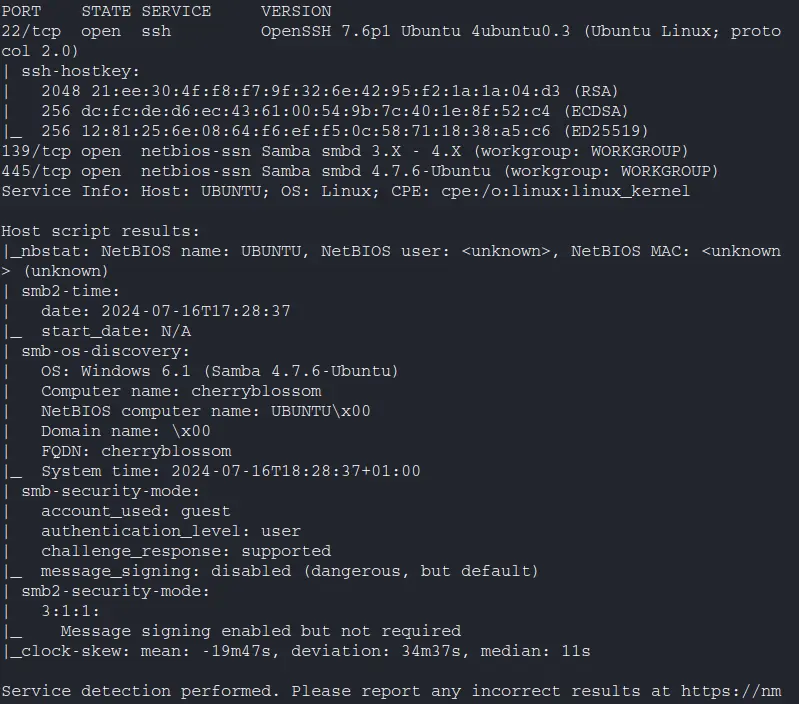 PORT    STATE SERVICE     VERSION
22/tcp  open  ssh         OpenSSH 7.6p1 Ubuntu 4ubuntu0.3 (Ubuntu Linux; proto
col 2.0)
| ssh-hostkey:
|   2048 21:ee:30:4f:f8:f7:9f:32:6e:42:95:f2:1a:1a:04:d3 (RSA)
|   256 dc:fc:de:d6:ec:43:61:00:54:9b:7c:40:1e:8f:52:c4 (ECDSA)
|_  256 12:81:25:6e:08:64:f6:ef:f5:0c:58:71:18:38:a5:c6 (ED25519)
139/tcp open  netbios-ssn Samba smbd 3.X - 4.X (workgroup: WORKGROUP)
445/tcp open  netbios-ssn Samba smbd 4.7.6-Ubuntu (workgroup: WORKGROUP)
Service Info: Host: UBUNTU; OS: Linux; CPE: cpe:/o:linux:linux_kernel

Host script results:
|_nbstat: NetBIOS name: UBUNTU, NetBIOS user: <unknown>, NetBIOS MAC: <unknown
> (unknown)
| smb2-time:
|   date: 2024-07-16T17:28:37
|_  start_date: N/A
| smb-os-discovery:
|   OS: Windows 6.1 (Samba 4.7.6-Ubuntu)
|   Computer name: cherryblossom
|   NetBIOS computer name: UBUNTU\x00
|   Domain name: \x00
|   FQDN: cherryblossom
|_  System time: 2024-07-16T18:28:37+01:00
| smb-security-mode:
|   account_used: guest
|   authentication_level: user
|   challenge_response: supported
|_  message_signing: disabled (dangerous, but default)
| smb2-security-mode:
|   3:1:1:
|_    Message signing enabled but not required
|_clock-skew: mean: -19m47s, deviation: 34m37s, median: 11s

Service detection performed. Please report any incorrect results at https://nm